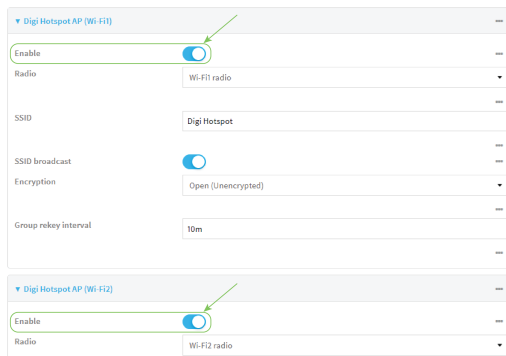 ▼ Digi Hotspot AP (Wi-Fi1)
Enable
Radio Wi-Fi1 radio
SSID Digi Hotspot
SSID broadcast
Encryption Open (Unencrypted)
Group rekey interval 10m
▼ Digi Hotspot AP (Wi-Fi2)
Enable
Radio Wi-Fi2 radio